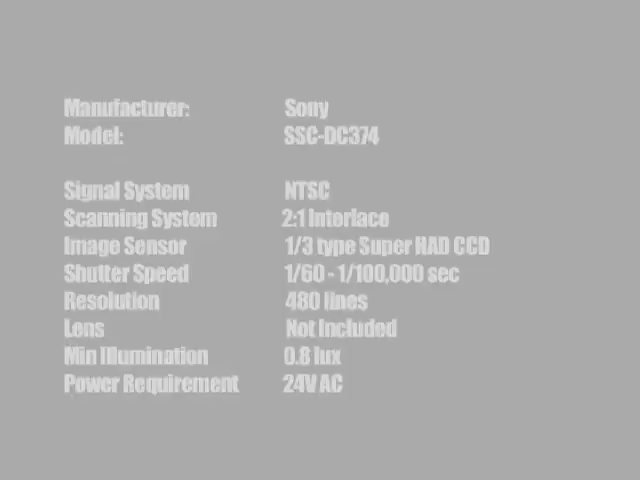 Manufacturer: Sony
Model: SSC-DC374
Signal System NTSC
Scanning System 2:1 Interlace
Image Sensor 1/3 type Super HAD CCD
Shutter Speed 1/60 - 1/100,000 sec
Resolution 480 lines
Lens Not Included
Min Illumination 0.8 lux
Power Requirement 24V AC